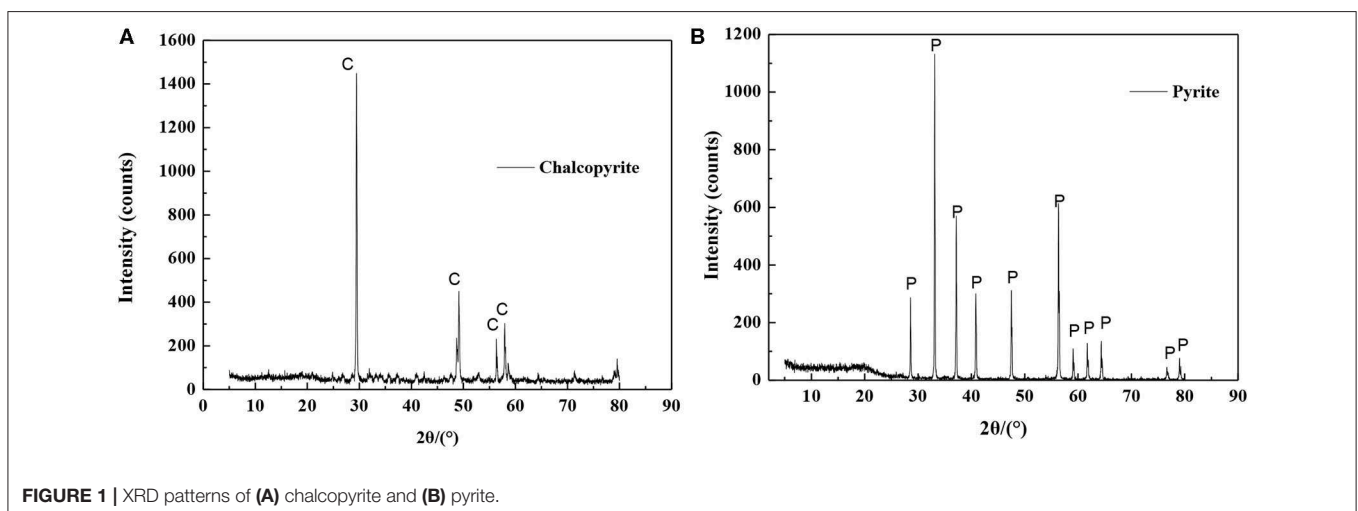 A
1600
1400
1200
1000
800
600
400
200
0
0 10 20 30 40 50 60 70 80 90
Intensity (counts)
2θ/(°)
C
C
C
C
Chalcopyrite
B
1200
1000
800
600
400
200
0
10 20 30 40 50 60 70 80 90
Intensity (counts)
2θ/(°)
P
P
P
P
P
P
P
P
P
P
P
Pyrite
FIGURE 1 | XRD patterns of (A) chalcopyrite and (B) pyrite.